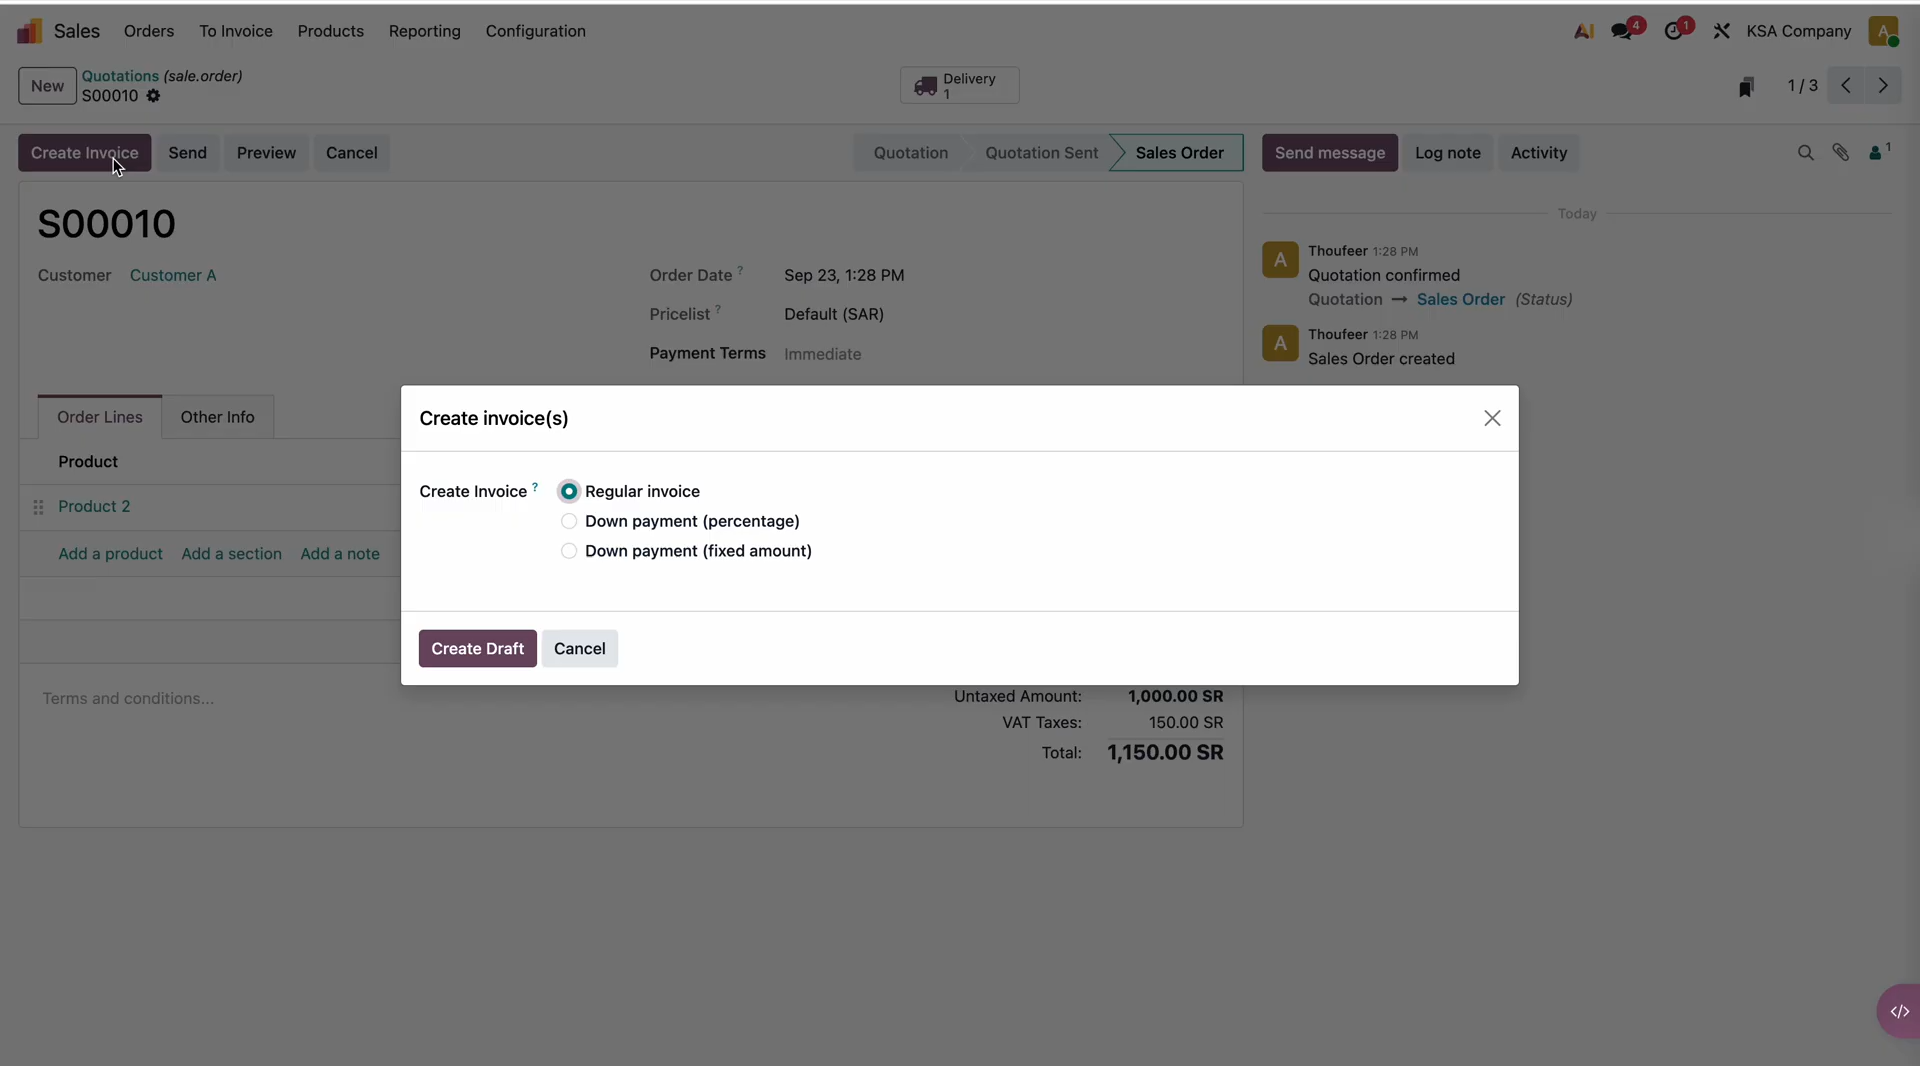 Sales Orders To Invoice Products Reporting Configuration AI 4 1 KSA Company A
New Quotations (sale.order)
S00010
Delivery
1
1 / 3
Create Invoice Send Preview Cancel Quotation Quotation Sent Sales Order Send message Log note Activity 1
S00010
Customer Customer A
Order Date ? Sep 23, 1:28 PM
Pricelist ? Default (SAR)
Payment Terms Immediate
Today
A Thoufeer 1:28 PM
Quotation confirmed
Quotation → Sales Order (Status)
A Thoufeer 1:28 PM
Sales Order created
Order Lines Other Info
Product
Product 2
Add a product Add a section Add a note
Create invoice(s)
Create Invoice ? Regular invoice
Down payment (percentage)
Down payment (fixed amount)
Create Draft Cancel
Terms and conditions...
Untaxed Amount: 1,000.00 SR
VAT Taxes: 150.00 SR
Total: 1,150.00 SR